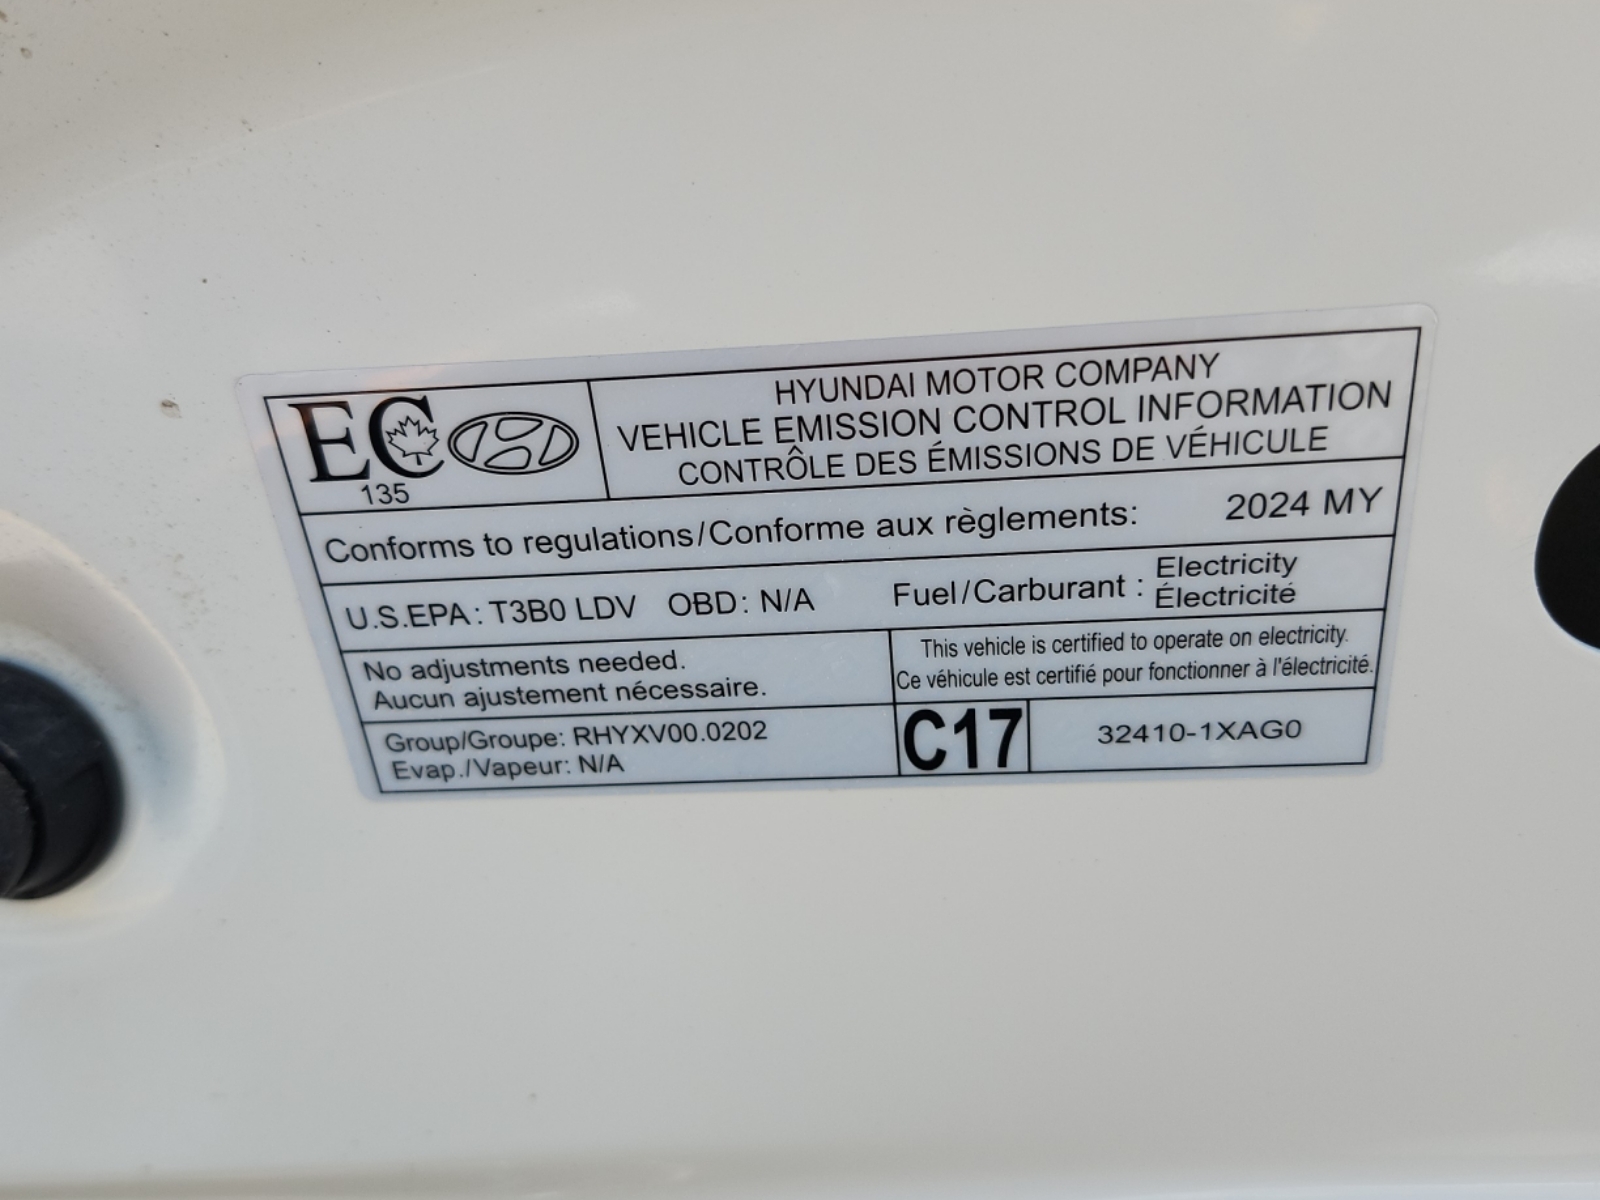 EC
135
HYUNDAI MOTOR COMPANY
VEHICLE EMISSION CONTROL INFORMATION
CONTRÔLE DES ÉMISSIONS DE VÉHICULE
Conforms to regulations/Conforme aux règlements: 2024 MY
U.S.EPA: T3B0 LDV OBD: N/A Fuel/Carburant : Electricity
Électricité
No adjustments needed.
Aucun ajustement nécessaire.
This vehicle is certified to operate on electricity.
Ce véhicule est certifié pour fonctionner à l'électricité.
Group/Groupe: RHYXV00.0202
Evap./Vapeur: N/A
C17
32410-1XAG0